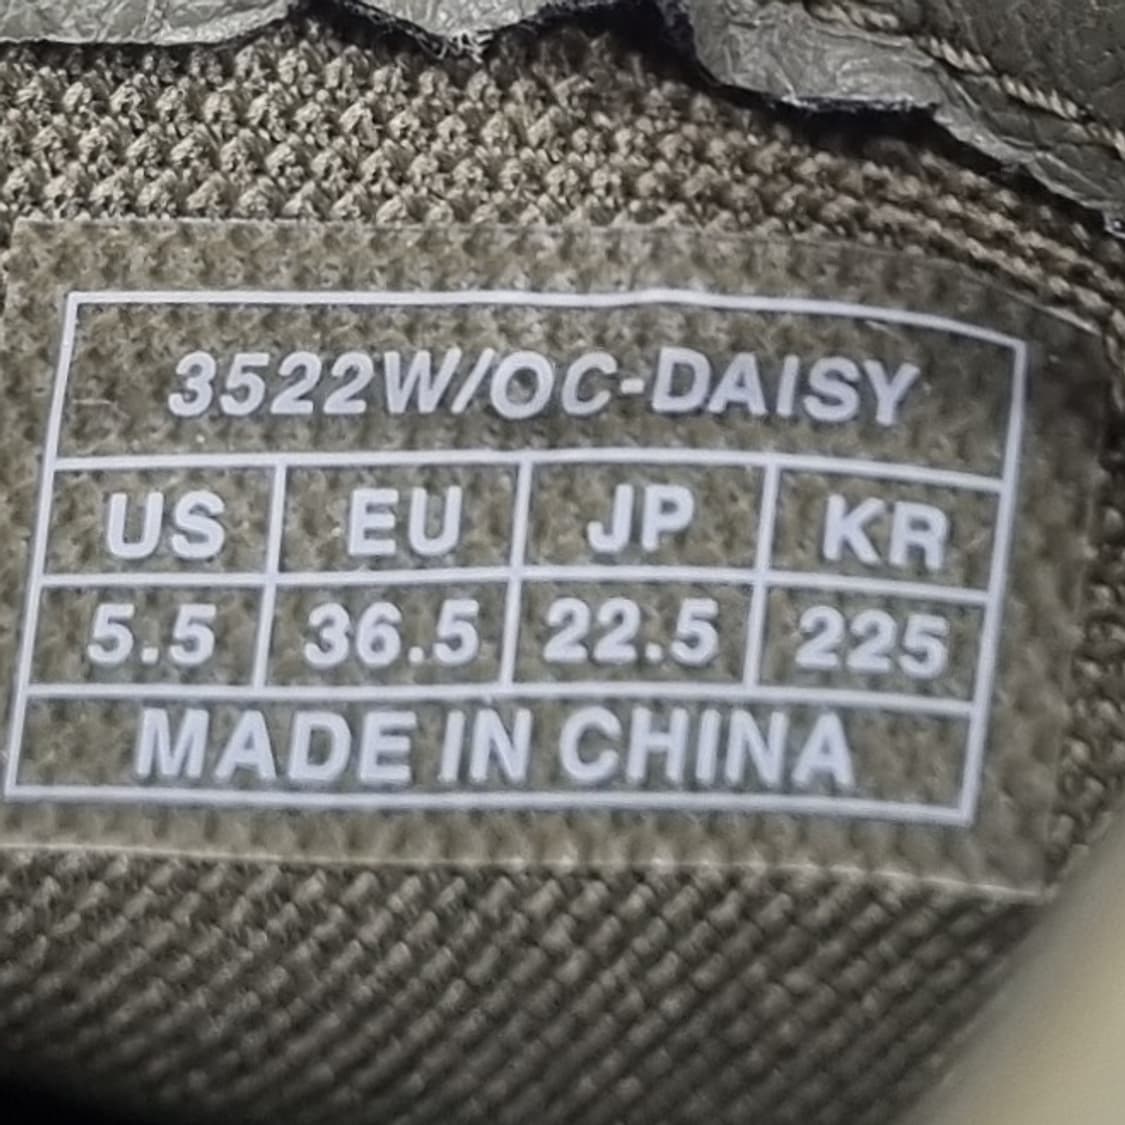 3522W/OC-DAISY
US EU JP KR
5.5 36.5 22.5 225
MADE IN CHINA